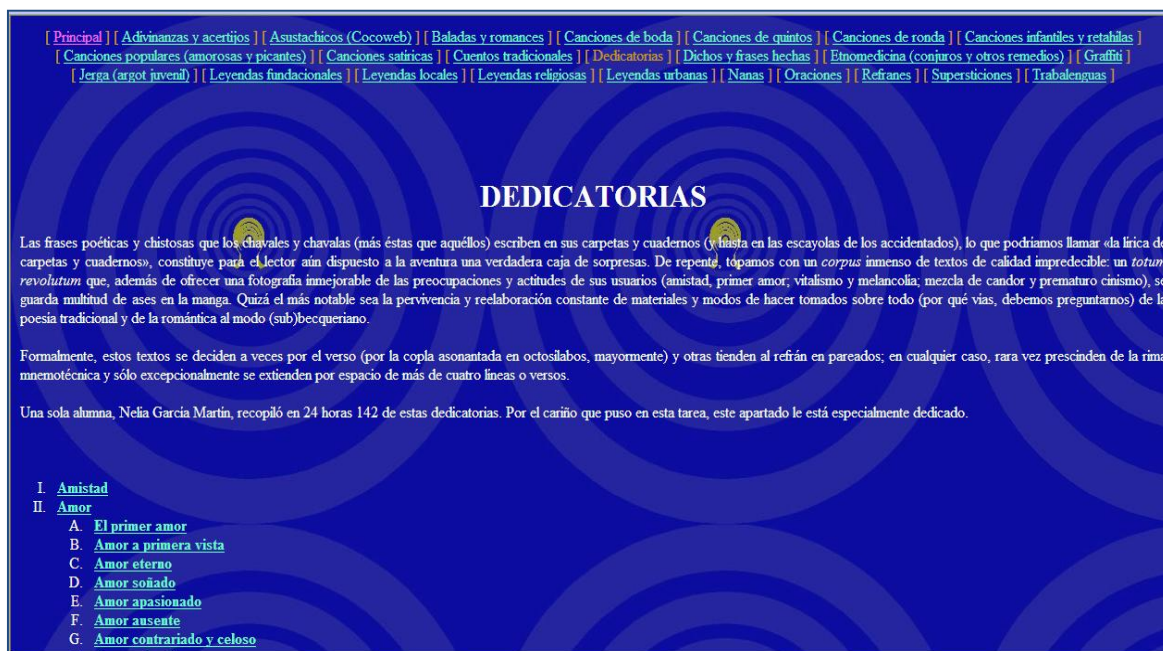 [ Principal ] [ Adivinanzas y acertijos ] [ Asustachicos (Cocoweb) ] [ Baladas y romances ] [ Canciones de boda ] [ Canciones de quintos ] [ Canciones de ronda ] [ Canciones infantiles y retahilas ]
[ Canciones populares (amorosas y picantes) ] [ Canciones satíricas ] [ Cuentos tradicionales ] [ Dedicatorias ] [ Dichos y frases hechas ] [ Etnomedicina (conjuros y otros remedios) ] [ Graffiti ]
[ Jerga (argot juvenil) ] [ Leyendas fundacionales ] [ Leyendas locales ] [ Leyendas religiosas ] [ Leyendas urbanas ] [ Nanas ] [ Oraciones ] [ Refranes ] [ Supersticiones ] [ Trabalenguas ]
DEDICATORIAS
Las frases poéticas y chistosas que los chavales y chavalas (más éstas que aquéllos) escriben en sus carpetas y cuadernos (y hasta en las escayolas de los accidentados), lo que podríamos llamar «la lírica de
carpetas y cuadernos», constituye para el lector aún dispuesto a la aventura una verdadera caja de sorpresas. De repente, topamos con un corpus inmenso de textos de calidad impredecible: un totum
revolutum que, además de ofrecer una fotografía inmejorable de las preocupaciones y actitudes de sus usuarios (amistad, primer amor; vitalismo y melancolía; mezcla de candor y prematuro cinismo), se
guarda multitud de ases en la manga. Quizá el más notable sea la pervivencia y reelaboración constante de materiales y modos de hacer tomados sobre todo (por qué vías, debemos preguntarnos) de la
poesía tradicional y de la romántica al modo (sub)becqueriano.
Formalmente, estos textos se deciden a veces por el verso (por la copla asonantada en octosílabos, mayormente) y otras tienden al refrán en pareados; en cualquier caso, rara vez prescinden de la rima
mnemotécnica y sólo excepcionalmente se extienden por espacio de más de cuatro líneas o versos.
Una sola alumna, Nelia García Martín, recopiló en 24 horas 142 de estas dedicatorias. Por el cariño que puso en esta tarea, este apartado le está especialmente dedicado.
I. Amistad
II. Amor
A. El primer amor
B. Amor a primera vista
C. Amor eterno
D. Amor soñado
E. Amor apasionado
F. Amor ausente
G. Amor contrariado y celoso